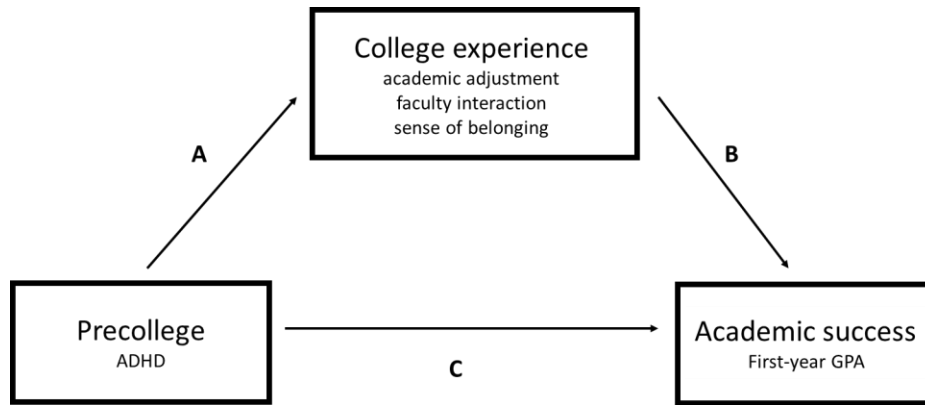 College experience
academic adjustment
faculty interaction
sense of belonging
A
B
Precollege
ADHD
C
Academic success
First-year GPA